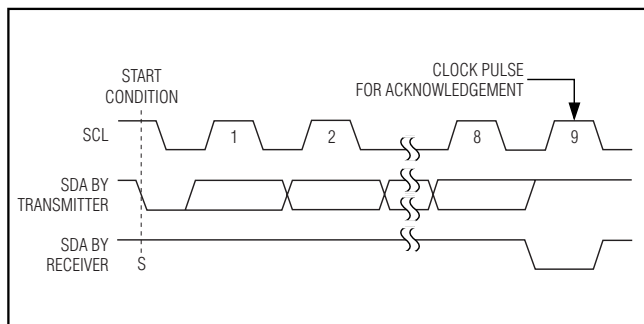 START
CONDITION
CLOCK PULSE
FOR ACKNOWLEDGEMENT
SCL
1
2
8
9
SDA BY
TRANSMITTER
SDA BY
RECEIVER
S